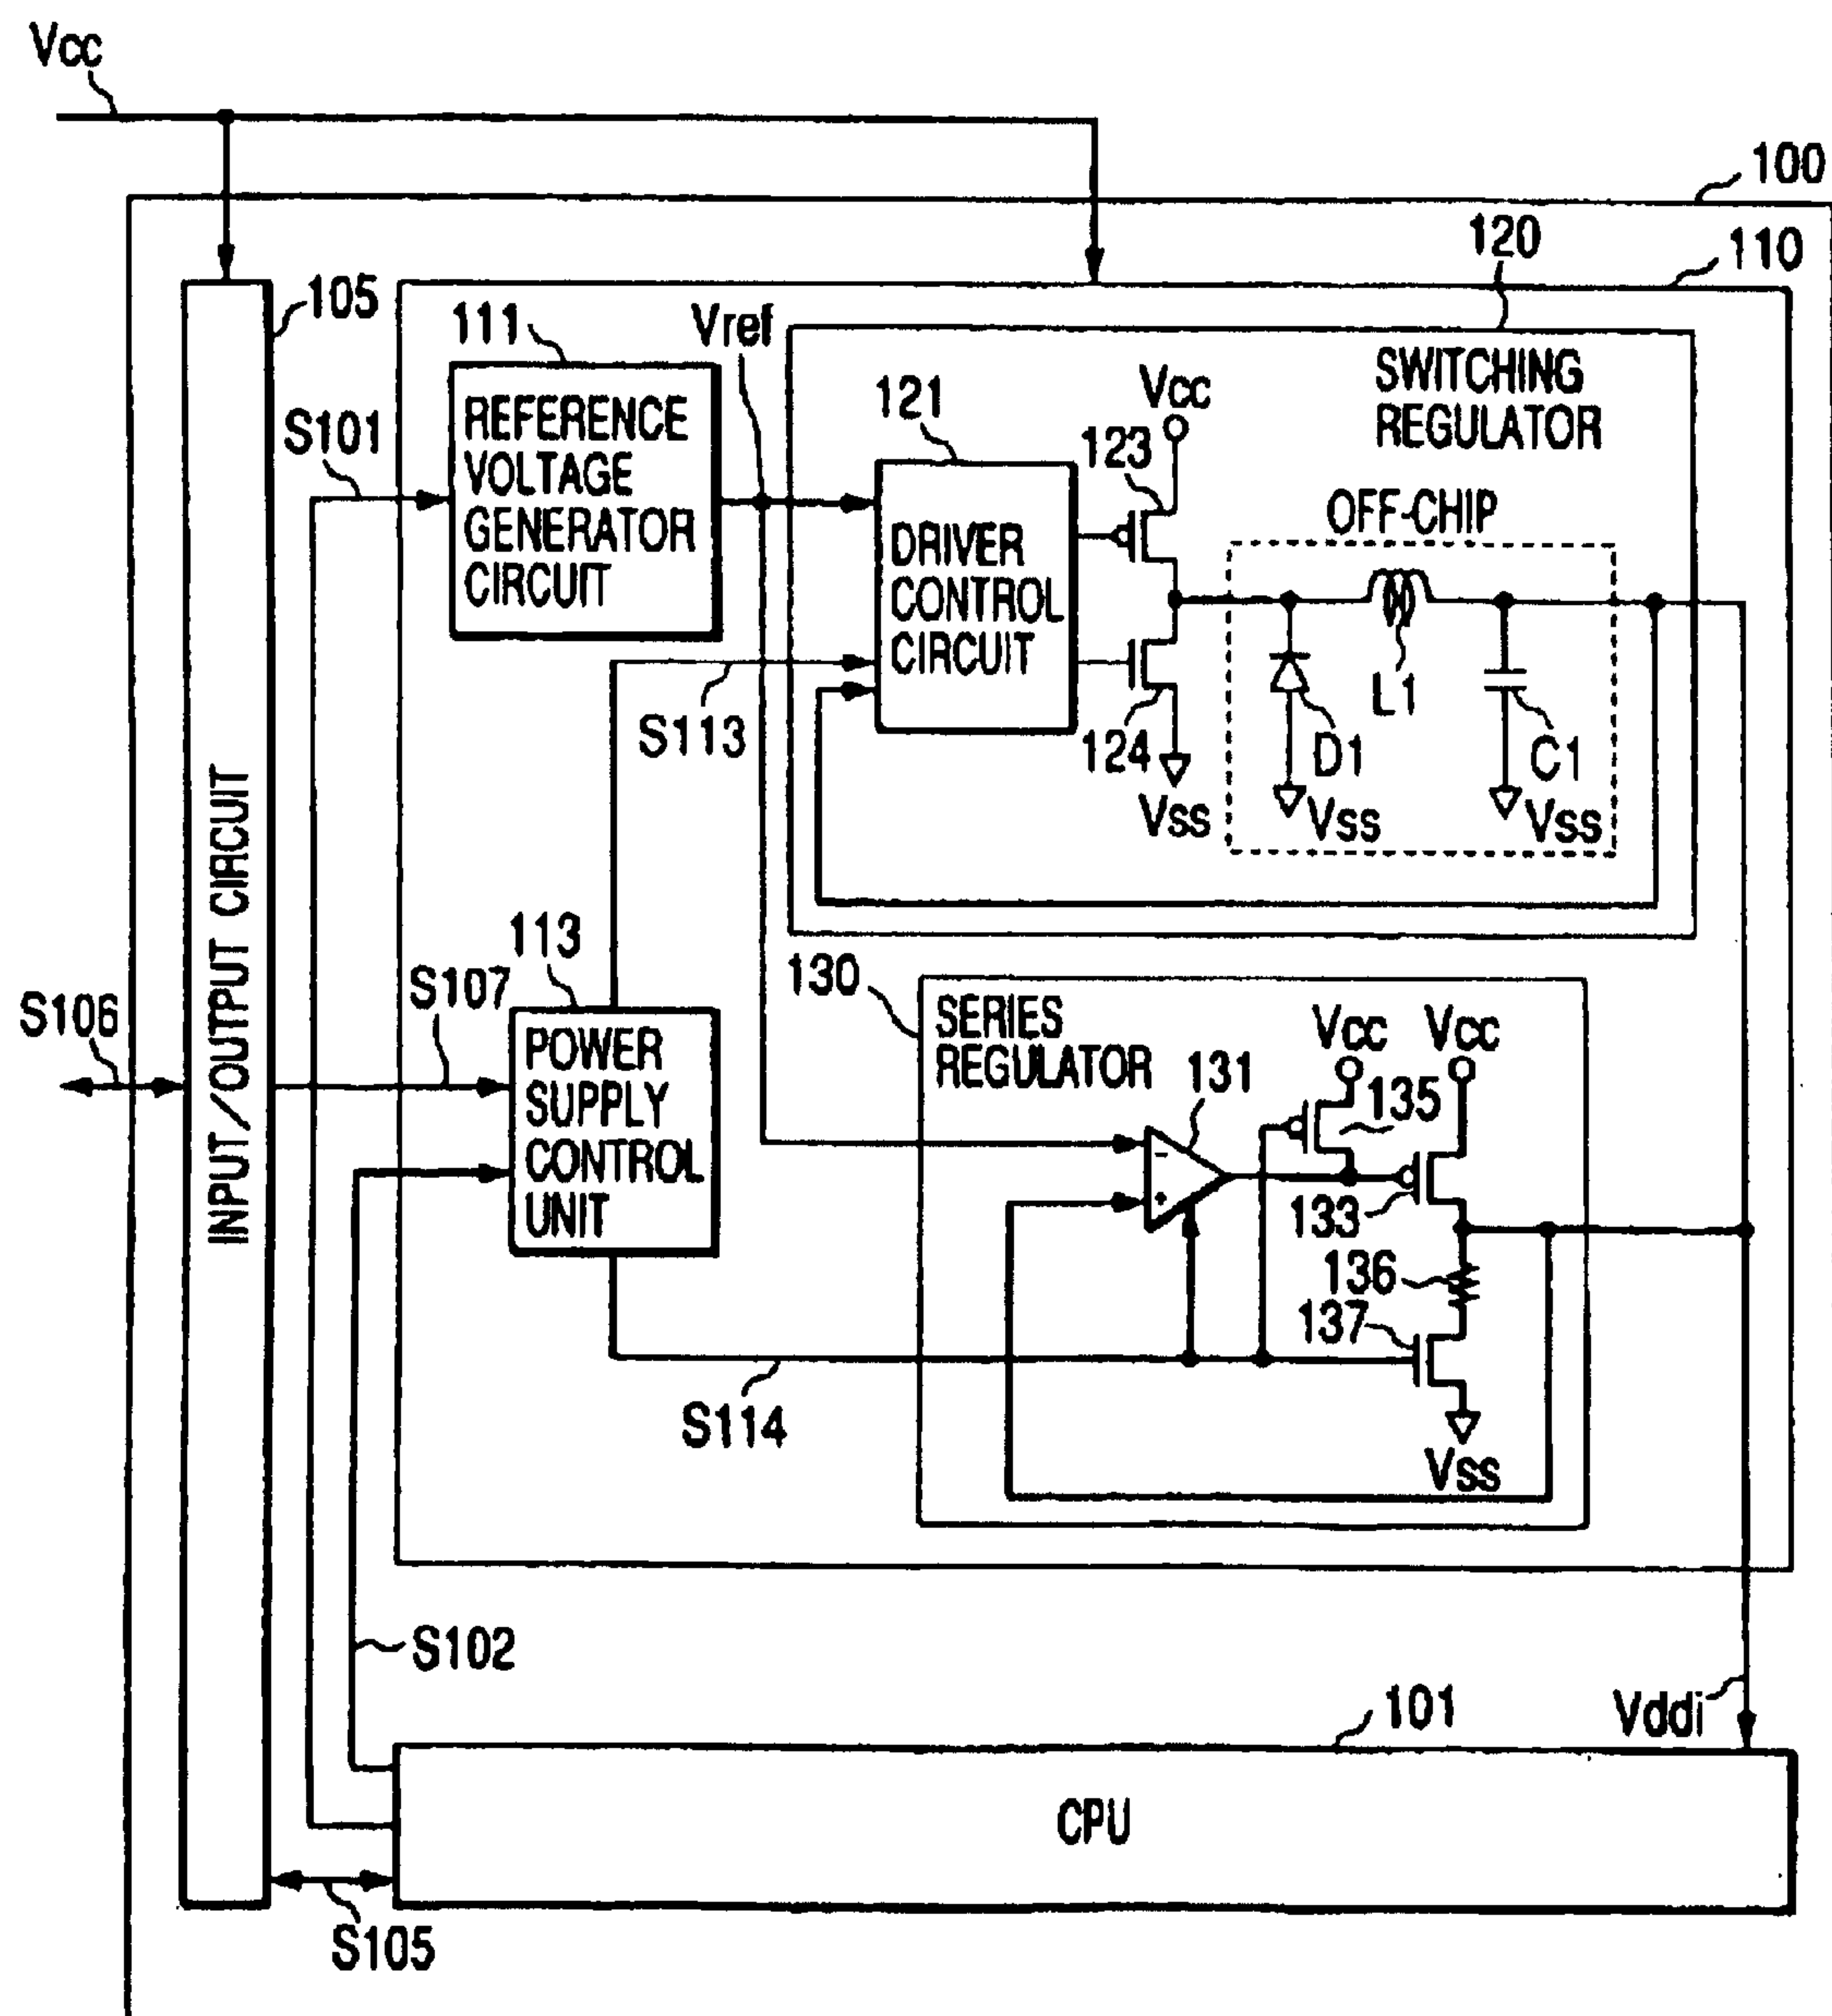 Vcc
100
120
110
105
111
Vref
SWITCHING
REGULATOR
121
Vcc
S101
REFERENCE
VOLTAGE
GENERATOR
CIRCUIT
123
OFF-CHIP
DRIVER
CONTROL
CIRCUIT
L1
S113
124
D1
C1
Vss
Vss
Vss
INPUT/OUTPUT CIRCUIT
113
S107
130
SERIES
REGULATOR
Vcc
Vcc
S106
POWER
SUPPLY
CONTROL
UNIT
131
135
-
+
133
136
137
S114
Vss
S102
101
Vddi
CPU
S105